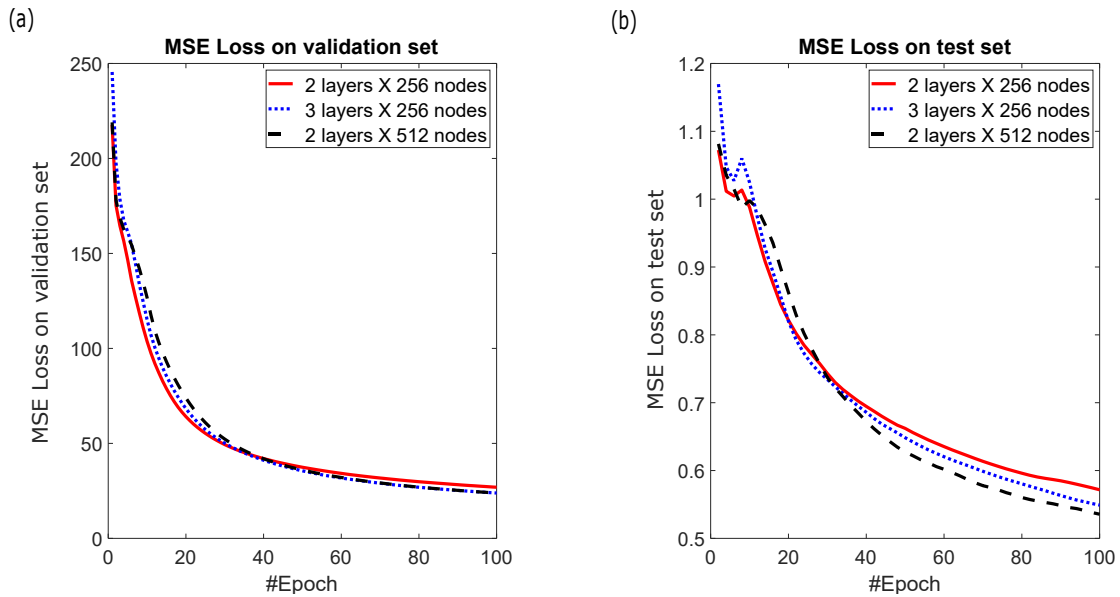 (a)
MSE Loss on validation set
MSE Loss on validation set
250
200
150
100
50
0
0 20 40 60 80 100
#Epoch
2 layers X 256 nodes
3 layers X 256 nodes
2 layers X 512 nodes
(b)
MSE Loss on test set
MSE Loss on test set
1.2
1.1
1
0.9
0.8
0.7
0.6
0.5
0 20 40 60 80 100
#Epoch
2 layers X 256 nodes
3 layers X 256 nodes
2 layers X 512 nodes